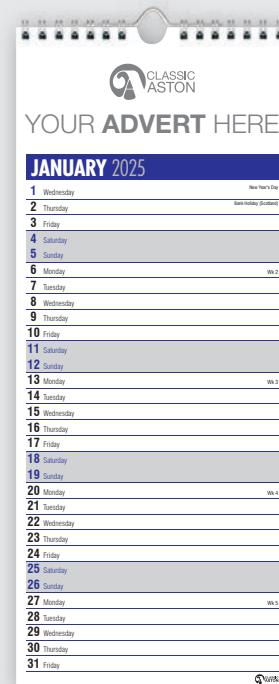 CLASSIC
ASTON
YOUR ADVERT HERE
JANUARY 2025
1 Wednesday New Year's Day
2 Thursday Bank Holiday (Scotland)
3 Friday
4 Saturday
5 Sunday
6 Monday Wk 2
7 Tuesday
8 Wednesday
9 Thursday
10 Friday
11 Saturday
12 Sunday
13 Monday Wk 3
14 Tuesday
15 Wednesday
16 Thursday
17 Friday
18 Saturday
19 Sunday
20 Monday Wk 4
21 Tuesday
22 Wednesday
23 Thursday
24 Friday
25 Saturday
26 Sunday
27 Monday Wk 5
28 Tuesday
29 Wednesday
30 Thursday
31 Friday
CLASSIC
ASTON